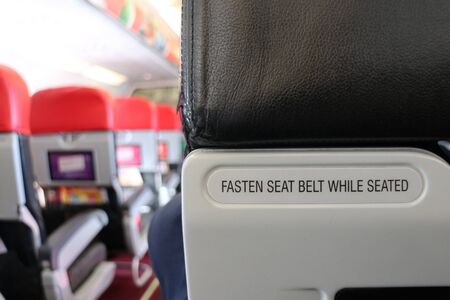 FASTEN SEAT BELT WHILE SEATED